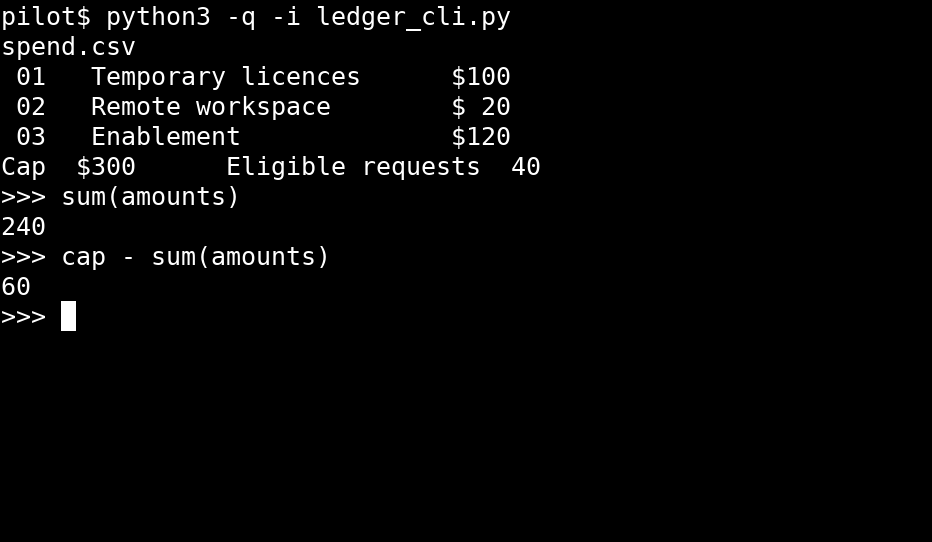 pilot$ python3 -q -i ledger_cli.py
spend.csv
 01   Temporary licences      $100
 02   Remote workspace        $ 20
 03   Enablement              $120
Cap  $300      Eligible requests  40
>>> sum(amounts)
240
>>> cap - sum(amounts)
60
>>>